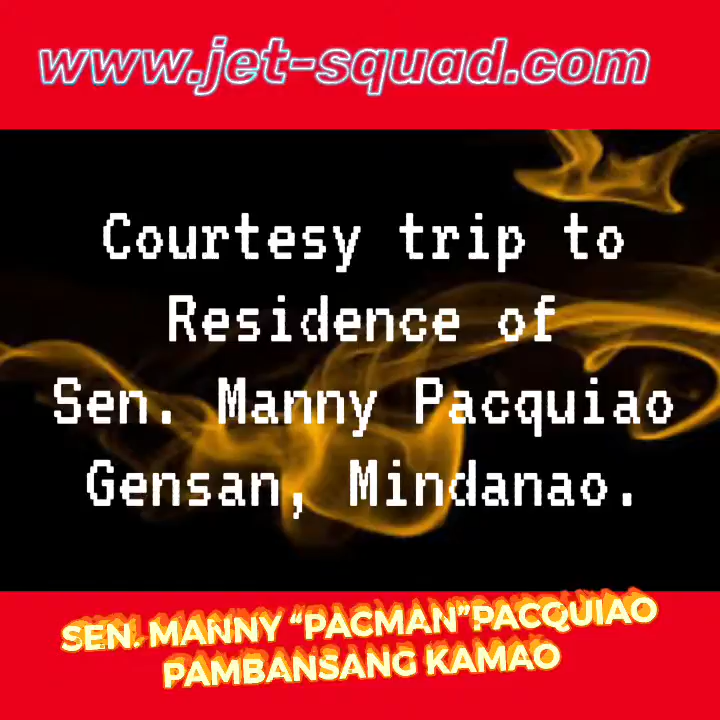 www.jet-squad.com
Courtesy trip to
Residence of
Sen. Manny Pacquiao
Gensan, Mindanao.
SEN. MANNY “PACMAN”PACQUIAO
PAMBANSANG KAMAO